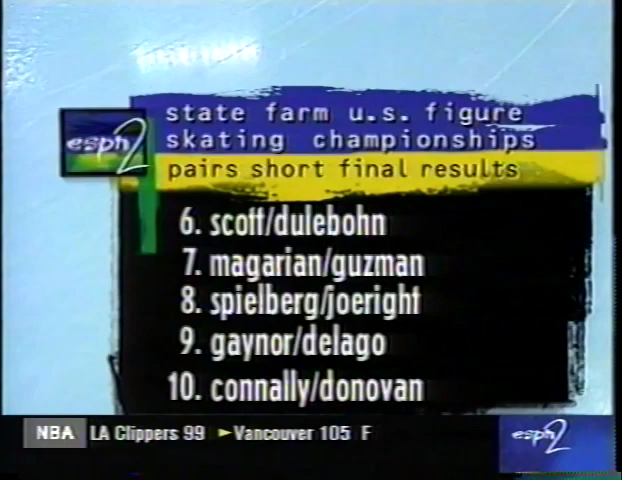 state farm u.s. figure
skating championships
espn2
pairs short final results
6. scott/dulebohn
7. magarian/guzman
8. spielberg/joeright
9. gaynor/delago
10. connally/donovan
NBA LA Clippers 99 ►Vancouver 105 F
espn2